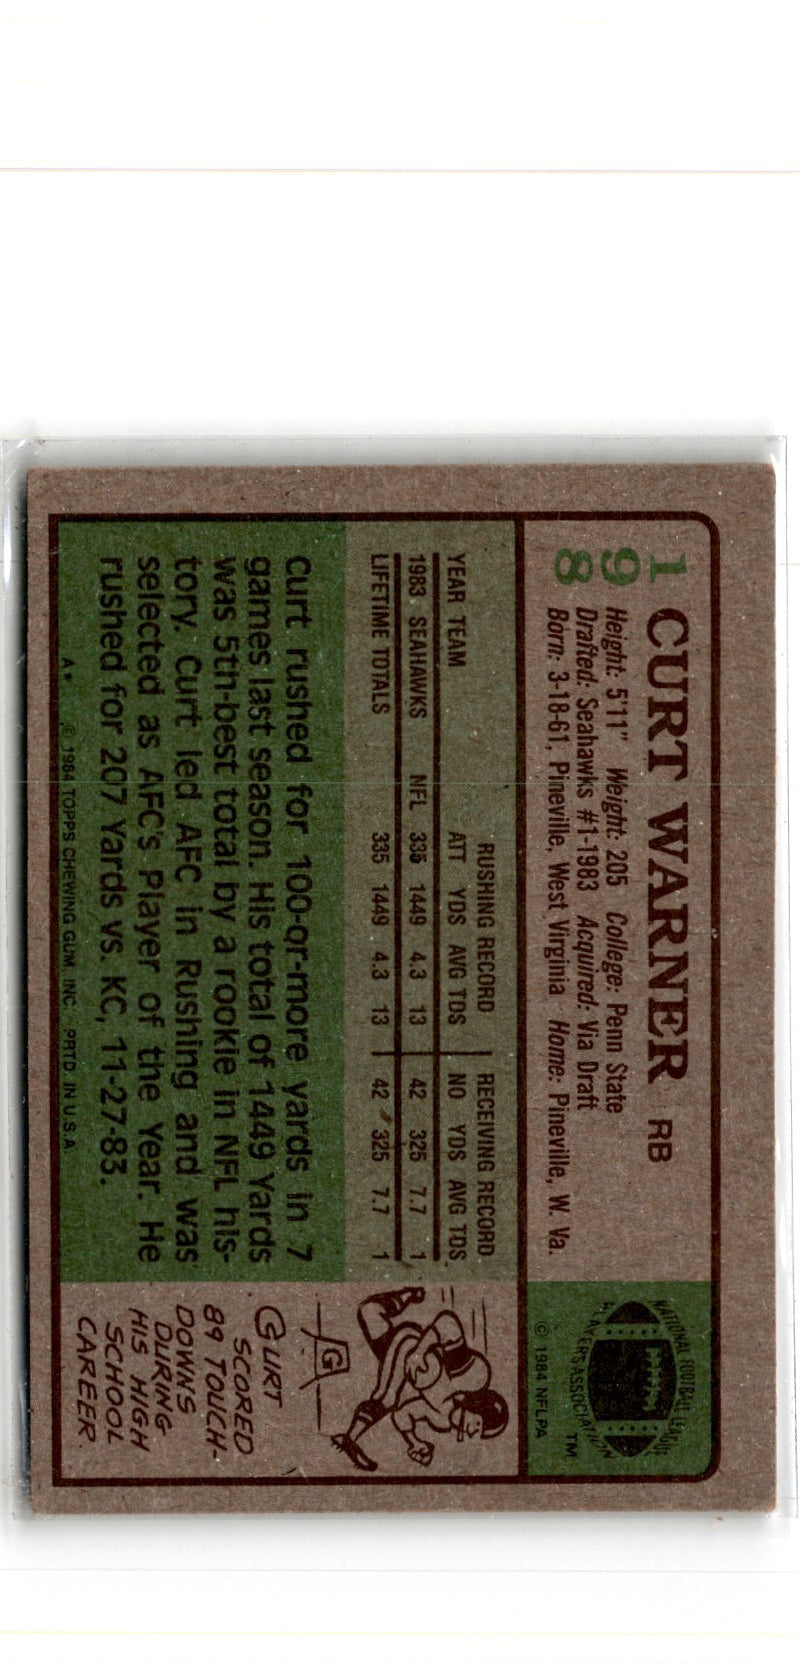 198
CURT WARNER RB
Height: 5'11" Weight: 205 College: Penn State
Drafted: Seahawks #1-1983 Acquired: Via Draft
Born: 3-18-61, Pineville, West Virginia Home: Pineville, W. Va.
NATIONAL FOOTBALL LEAGUE
PLAYERS ASSOCIATION
TM
© 1984 NFLPA
RUSHING RECORD RECEIVING RECORD
YEAR TEAM ATT YDS AVG TDS NO YDS AVG TDS
1983 SEAHAWKS NFL 335 1449 4.3 13 42 325 7.7 1
LIFETIME TOTALS 335 1449 4.3 13 42 325 7.7 1
Curt rushed for 100-or-more yards in 7
games last season. His total of 1449 Yards
was 5th-best total by a rookie in NFL his-
tory. Curt led AFC in Rushing and was
selected as AFC's Player of the Year. He
rushed for 207 Yards vs. KC, 11-27-83.
G
CURT
SCORED
89 TOUCH-
DOWNS
DURING
HIS HIGH
SCHOOL
CAREER.
A* © 1984 TOPPS CHEWING GUM, INC. PRTD. IN U.S.A.